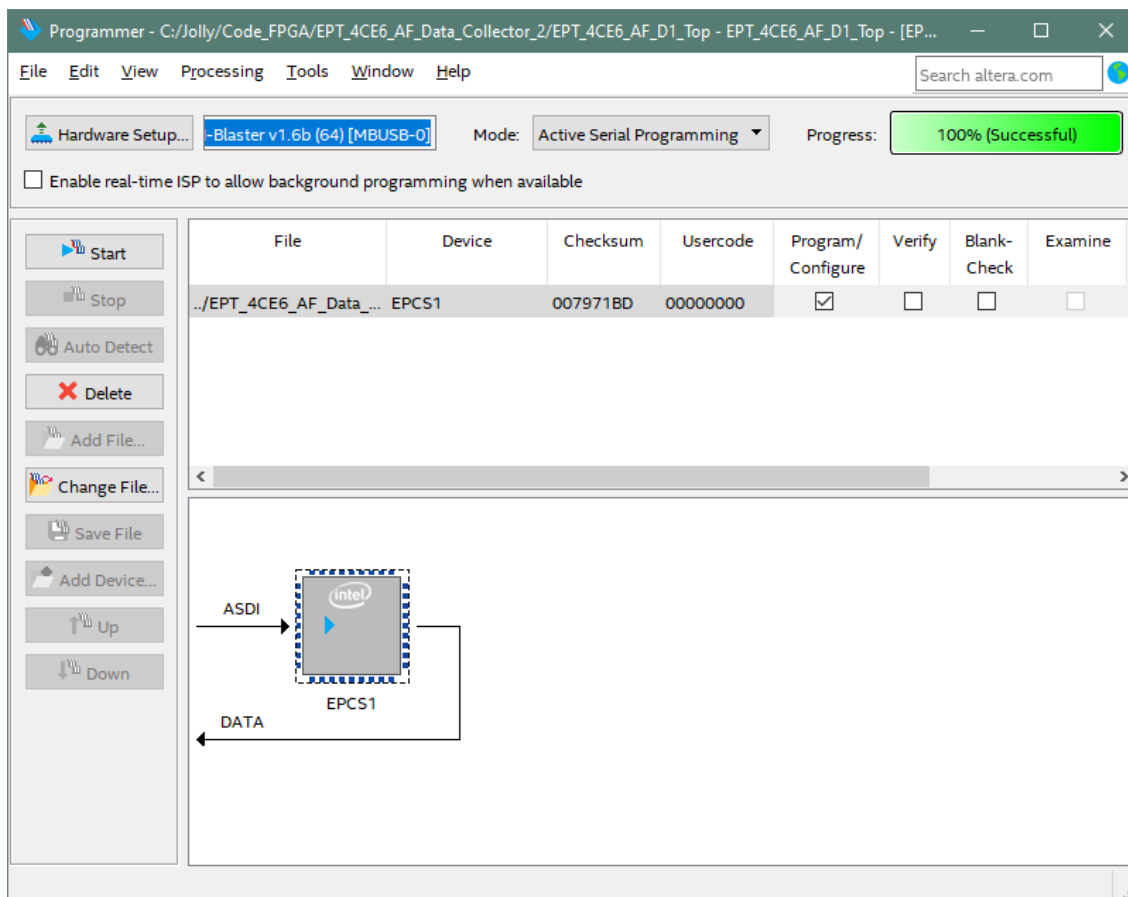 Programmer - C:/Jolly/Code_FPGA/EPT_4CE6_AF_Data_Collector_2/EPT_4CE6_AF_D1_Top - EPT_4CE6_AF_D1_Top - [EP...
File Edit View Processing Tools Window Help
Search altera.com
Hardware Setup... -Blaster v1.6b (64) [MBUSB-0] Mode: Active Serial Programming Progress: 100% (Successful)
Enable real-time ISP to allow background programming when available
File Device Checksum Usercode Program/ Verify Blank- Examine
Configure Check
../EPT_4CE6_AF_Data_... EPCS1 007971BD 00000000
Start
Stop
Auto Detect
Delete
Add File...
Change File...
Save File
Add Device...
Up
Down
ASDI
intel
EPCS1
DATA